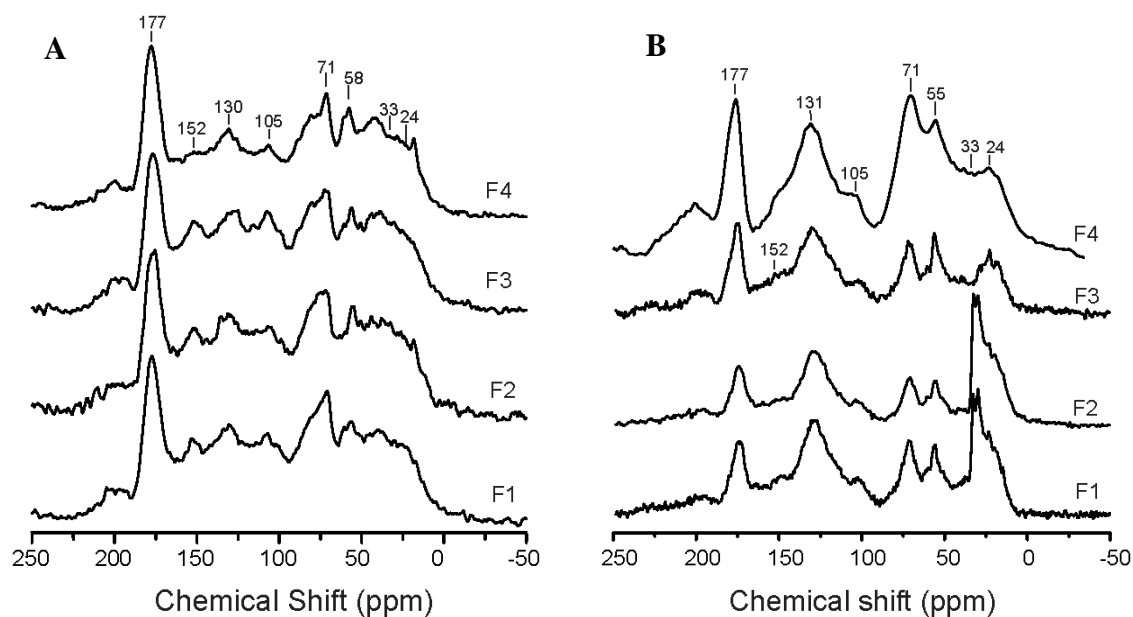 A
177
152
130
105
71
58
33
24
F4
F3
F2
F1
250 200 150 100 50 0 -50
Chemical Shift (ppm)
B
177
152
131
105
71
55
33
24
F4
F3
F2
F1
250 200 150 100 50 0 -50
Chemical shift (ppm)